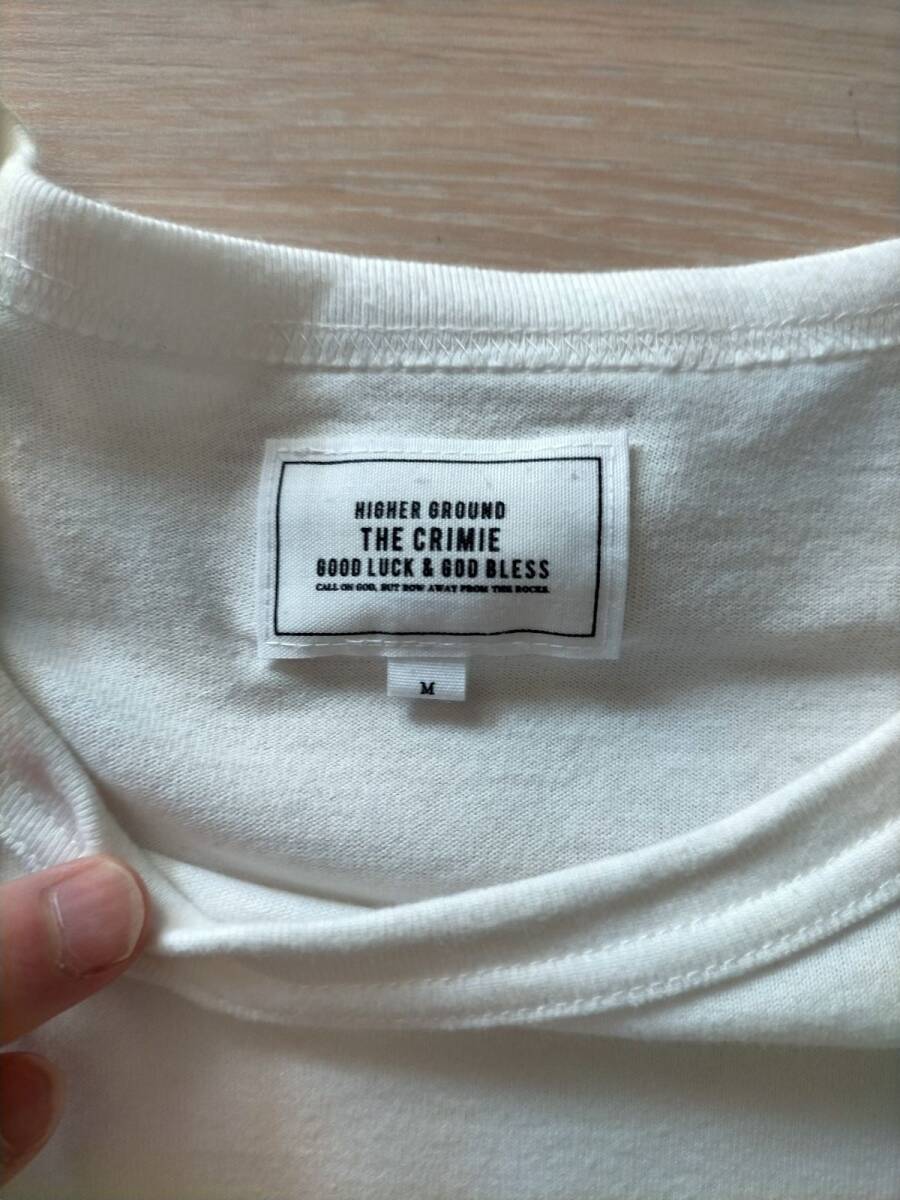 HIGHER GROUND
THE CRIMIE
GOOD LUCK & GOD BLESS
CALL ON GOD, BUT ROW AWAY FROM THE ROCKS.
M